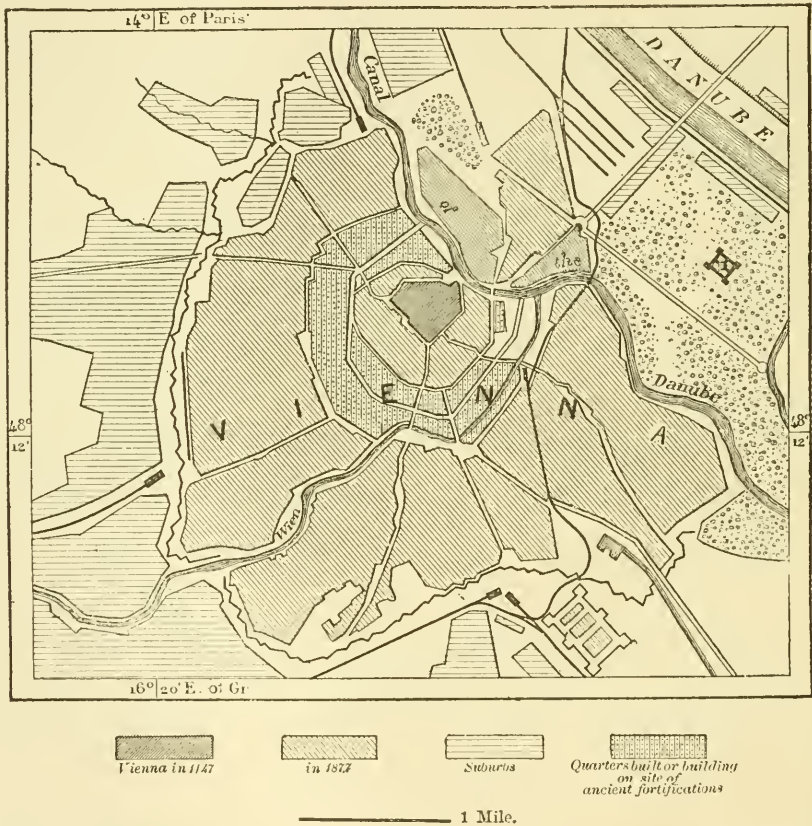 14° E of Paris
Canal
DANUBE
of
the
VIENNA
Danube
Wien
48°
12'
48°
12'
16° 20' E. of Gr
Vienna in 1147
in 1877
Suburbs
Quarters built or building
on site of
ancient fortifications
1 Mile.